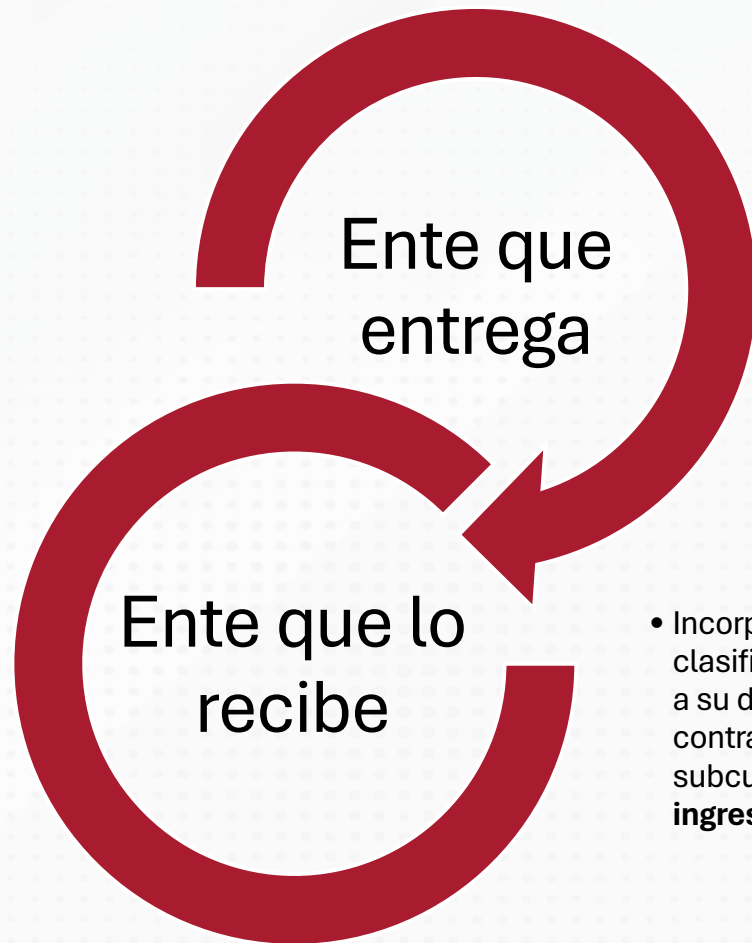 Ente que
entrega
Ente que lo
recibe
• Incorp
clasifi
a su d
contra
subcu
ingres